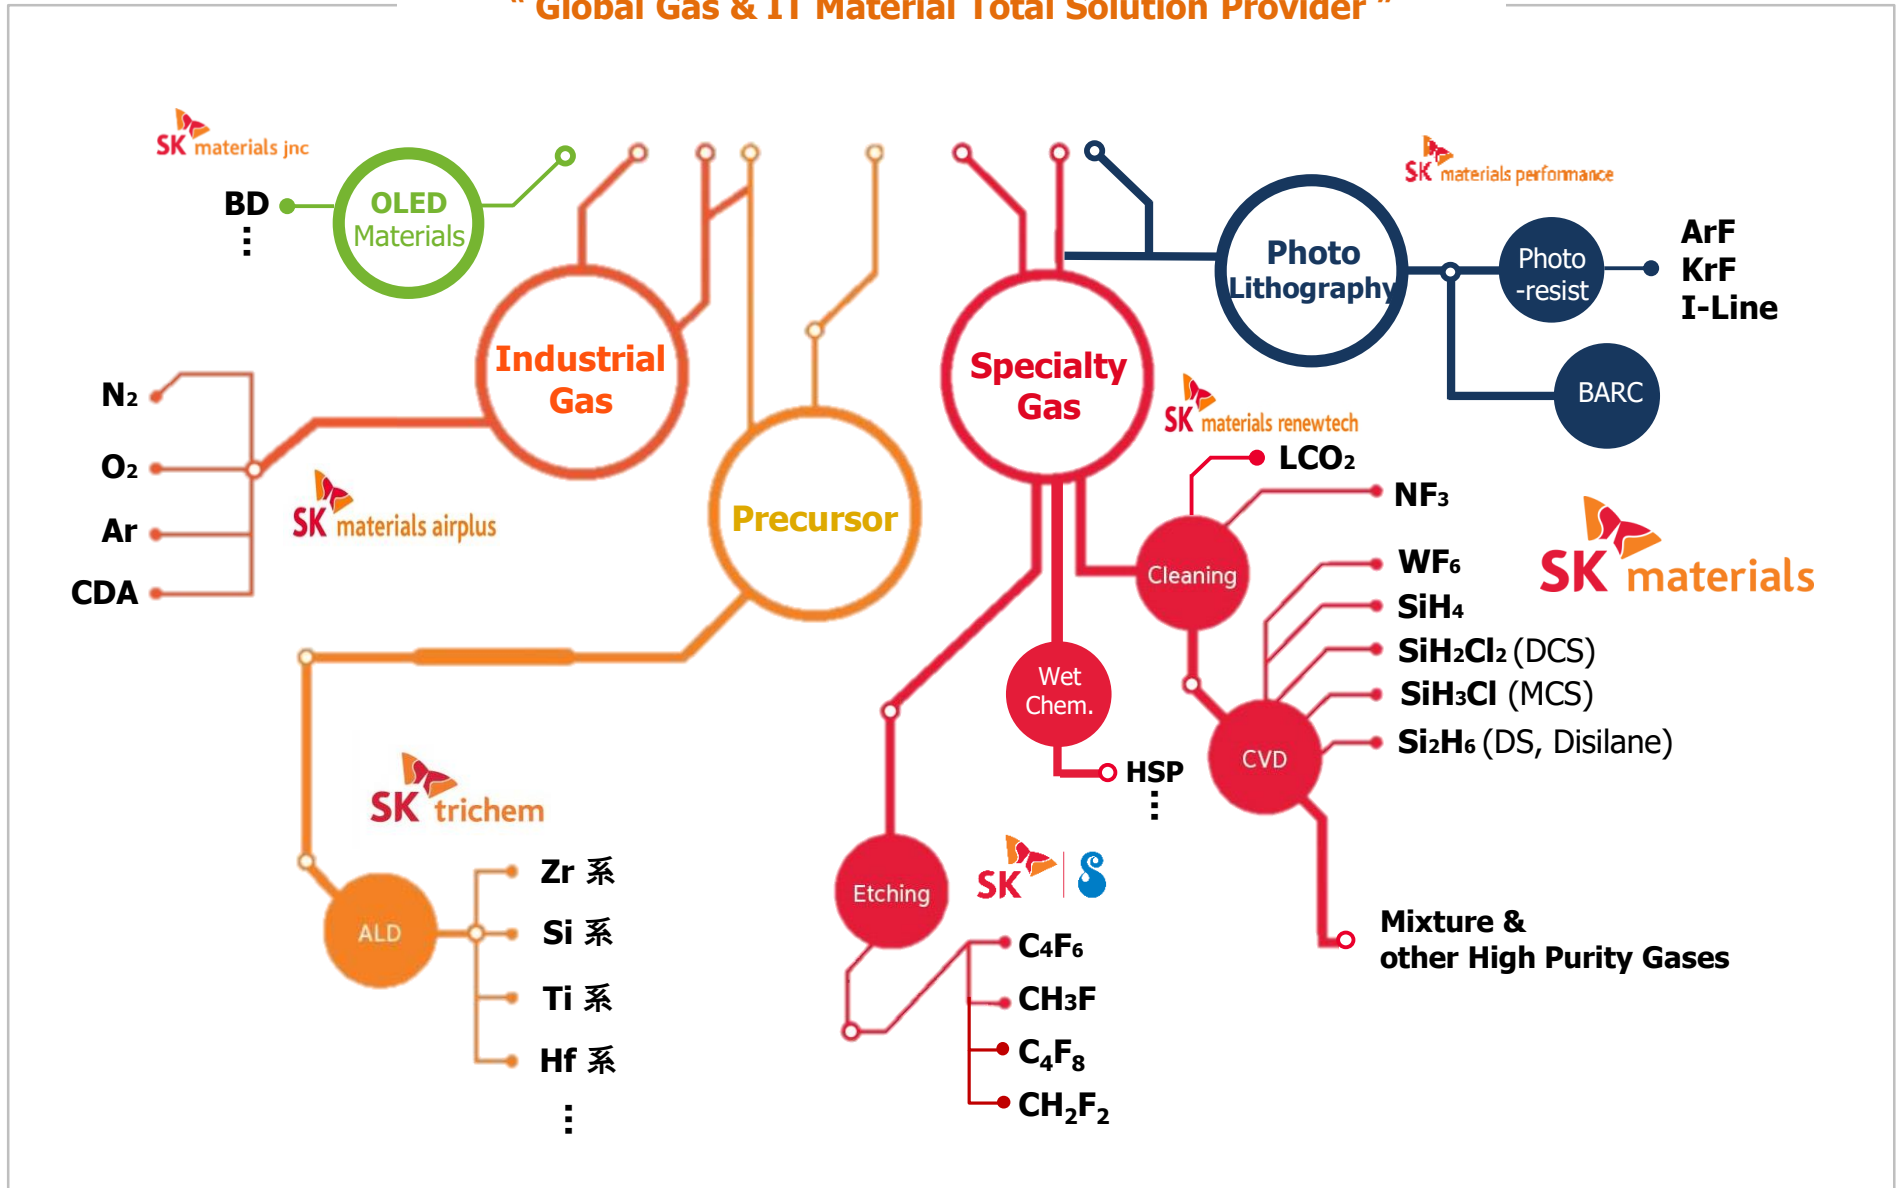 “ Global Gas & IT Material Total Solution Provider ”
SK materials jnc
BD
⋮
OLED
Materials
SK materials performance
Photo
Lithography
Photo
-resist
ArF
KrF
I-Line
BARC
Industrial
Gas
N₂
O₂
Ar
CDA
SK materials airplus
Precursor
Specialty
Gas
SK materials renewtech
LCO₂
NF₃
Cleaning
WF₆
SiH₄
SiH₂Cl₂ (DCS)
SiH₃Cl (MCS)
Si₂H₆ (DS, Disilane)
SK materials
CVD
Wet
Chem.
HSP
⋮
Mixture &
other High Purity Gases
SK trichem
ALD
Zr 系
Si 系
Ti 系
Hf 系
⋮
Etching
SK
C₄F₆
CH₃F
C₄F₈
CH₂F₂